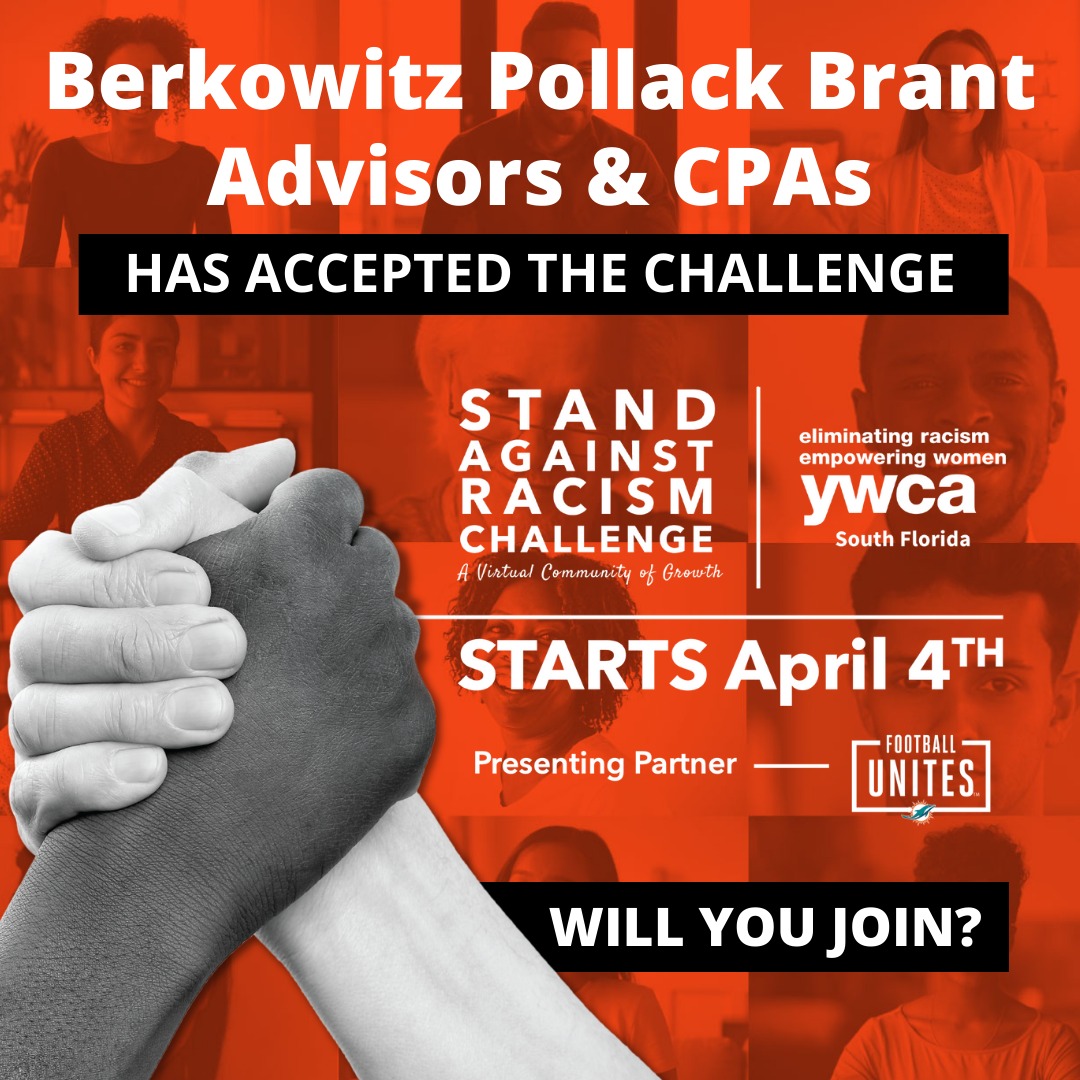 Berkowitz Pollack Brant
Advisors & CPAs
HAS ACCEPTED THE CHALLENGE
STAND
AGAINST
RACISM
CHALLENGE
A Virtual Community of Growth
eliminating racism
empowering women
ywca
South Florida
STARTS April 4TH
Presenting Partner
FOOTBALL
UNITES™
WILL YOU JOIN?